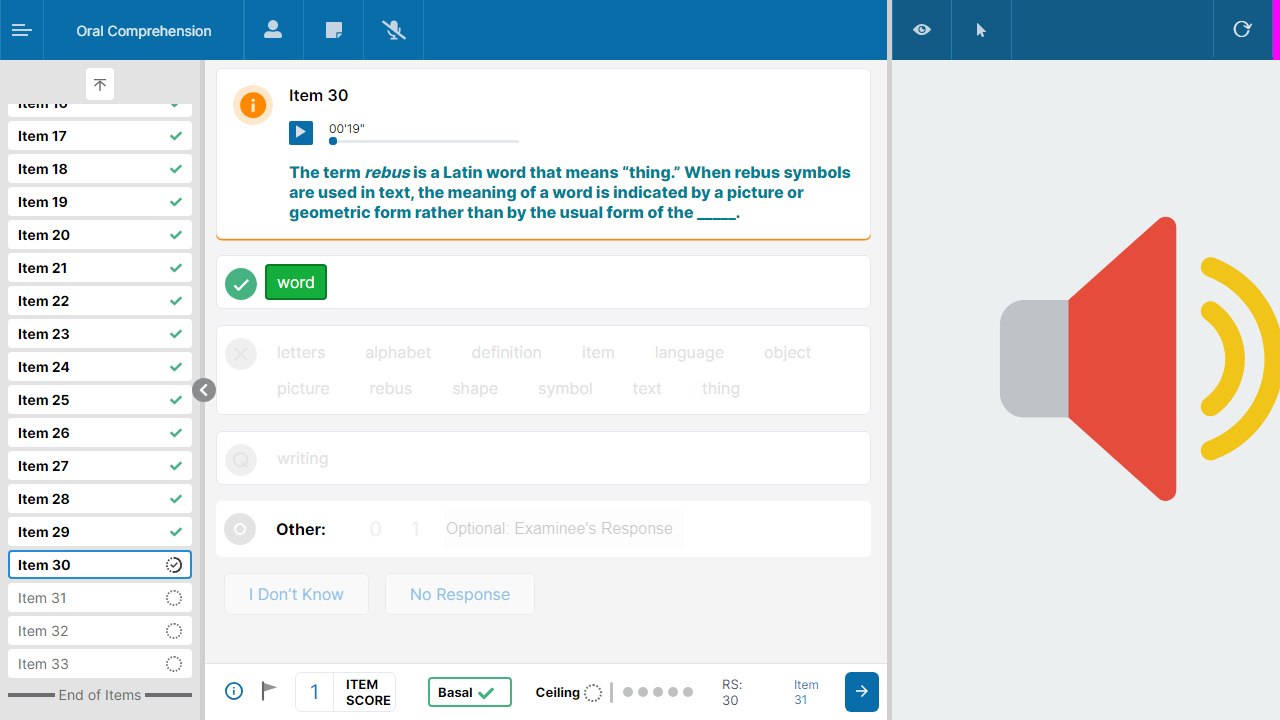 Oral Comprehension
Item 16
Item 17
Item 18
Item 19
Item 20
Item 21
Item 22
Item 23
Item 24
Item 25
Item 26
Item 27
Item 28
Item 29
Item 30
Item 31
Item 32
Item 33
End of Items
Item 30
00'19"
The term rebus is a Latin word that means “thing.” When rebus symbols
are used in text, the meaning of a word is indicated by a picture or
geometric form rather than by the usual form of the _____.
word
letters alphabet definition item language object
picture rebus shape symbol text thing
Q writing
Other: 0 1 Optional: Examinee's Response
I Don’t Know No Response
1 ITEM SCORE
Basal
Ceiling
RS: 30
Item 31